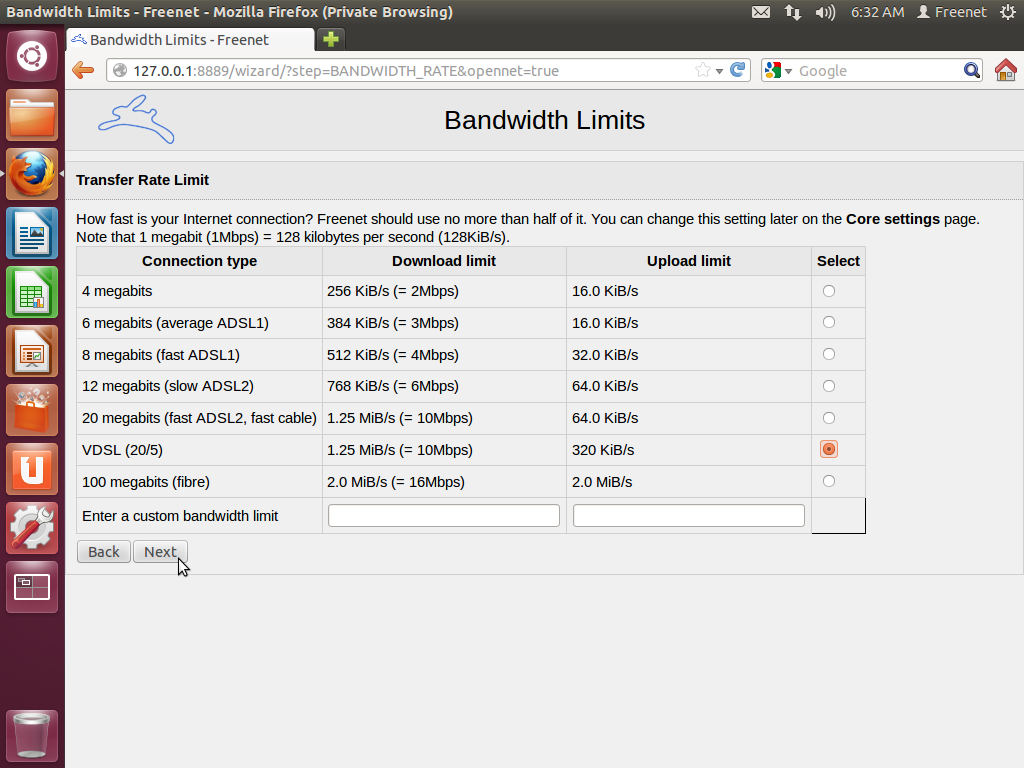 Bandwidth Limits - Freenet - Mozilla Firefox (Private Browsing)
6:32 AM Freenet
Bandwidth Limits - Freenet
127.0.0.1:8889/wizard/?step=BANDWIDTH_RATE&opennet=true
Google
Bandwidth Limits
Transfer Rate Limit
How fast is your Internet connection? Freenet should use no more than half of it. You can change this setting later on the Core settings page.
Note that 1 megabit (1Mbps) = 128 kilobytes per second (128KiB/s).
Connection type Download limit Upload limit Select
4 megabits 256 KiB/s (= 2Mbps) 16.0 KiB/s
6 megabits (average ADSL1) 384 KiB/s (= 3Mbps) 16.0 KiB/s
8 megabits (fast ADSL1) 512 KiB/s (= 4Mbps) 32.0 KiB/s
12 megabits (slow ADSL2) 768 KiB/s (= 6Mbps) 64.0 KiB/s
20 megabits (fast ADSL2, fast cable) 1.25 MiB/s (= 10Mbps) 64.0 KiB/s
VDSL (20/5) 1.25 MiB/s (= 10Mbps) 320 KiB/s
100 megabits (fibre) 2.0 MiB/s (= 16Mbps) 2.0 MiB/s
Enter a custom bandwidth limit
Back Next